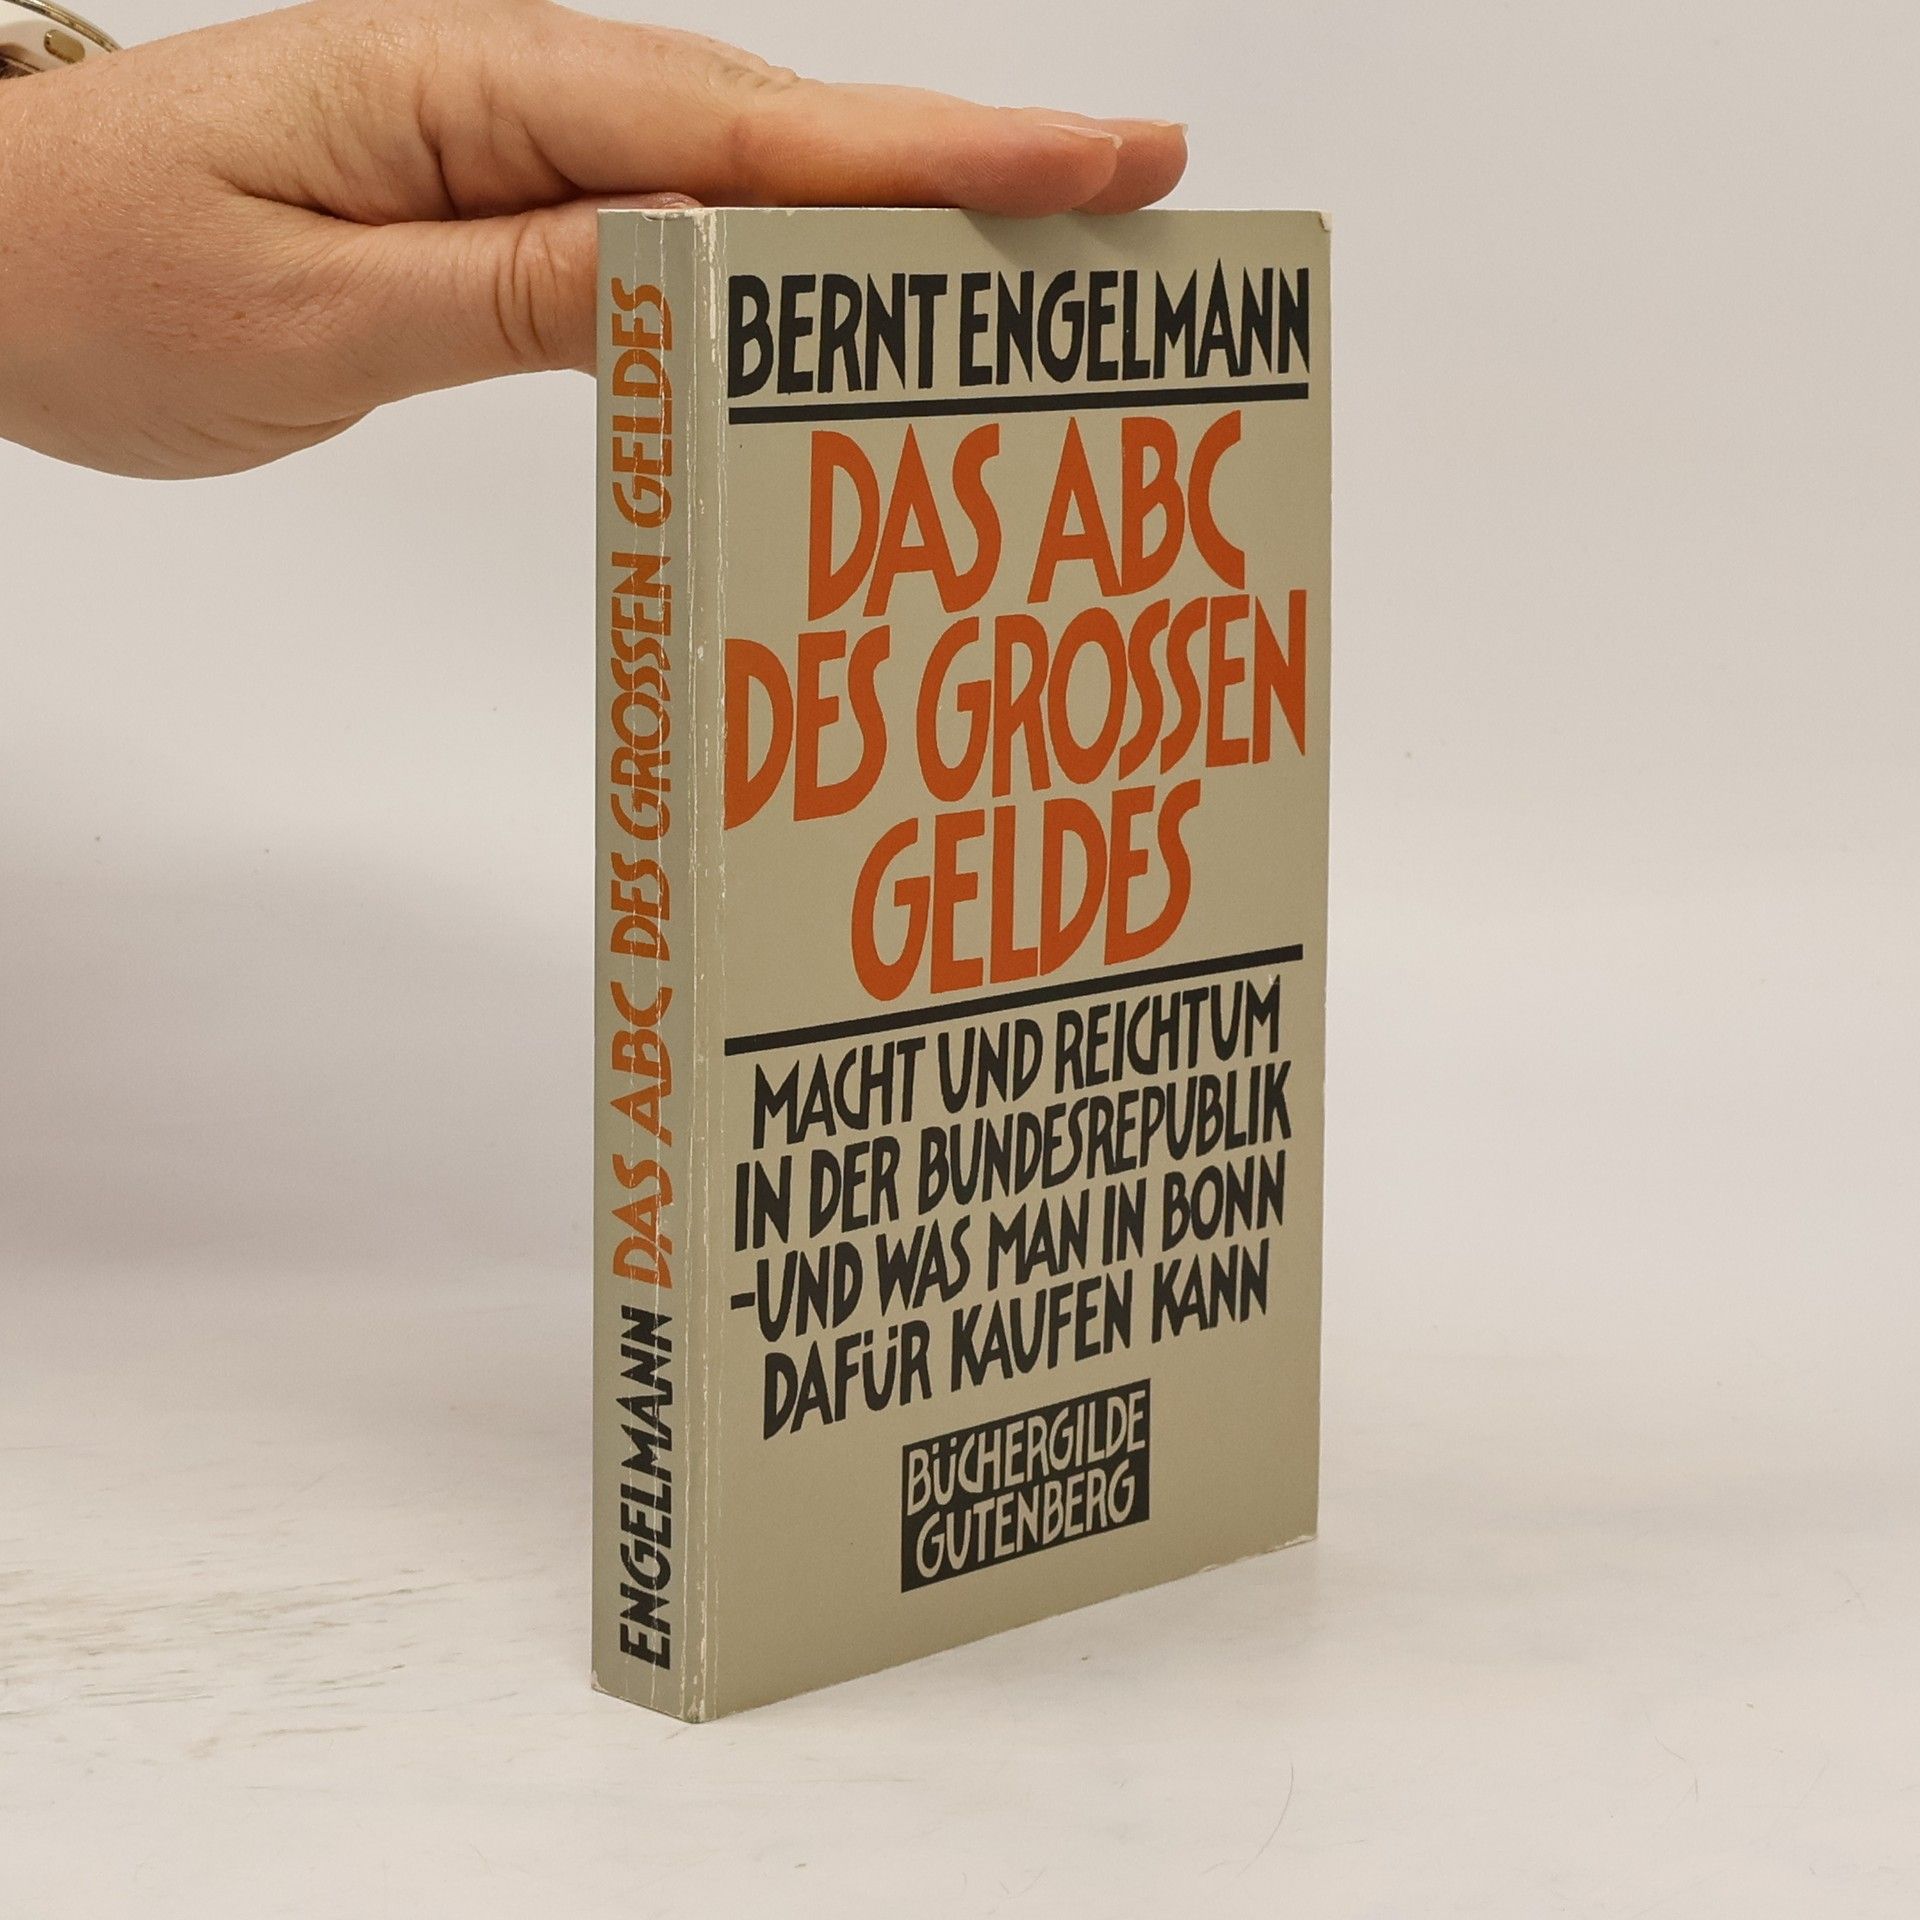 BERNT ENGELMANN
DAS ABC
DES GROSSEN
GELDES
MACHT UND REICHTUM
IN DER BUNDESREPUBLIK
-UND WAS MAN IN BONN
DAFÜR KAUFEN KANN
BÜCHERGILDE
GUTENBERG
ENGELMANN DAS ABC DES GROSSEN GELDES